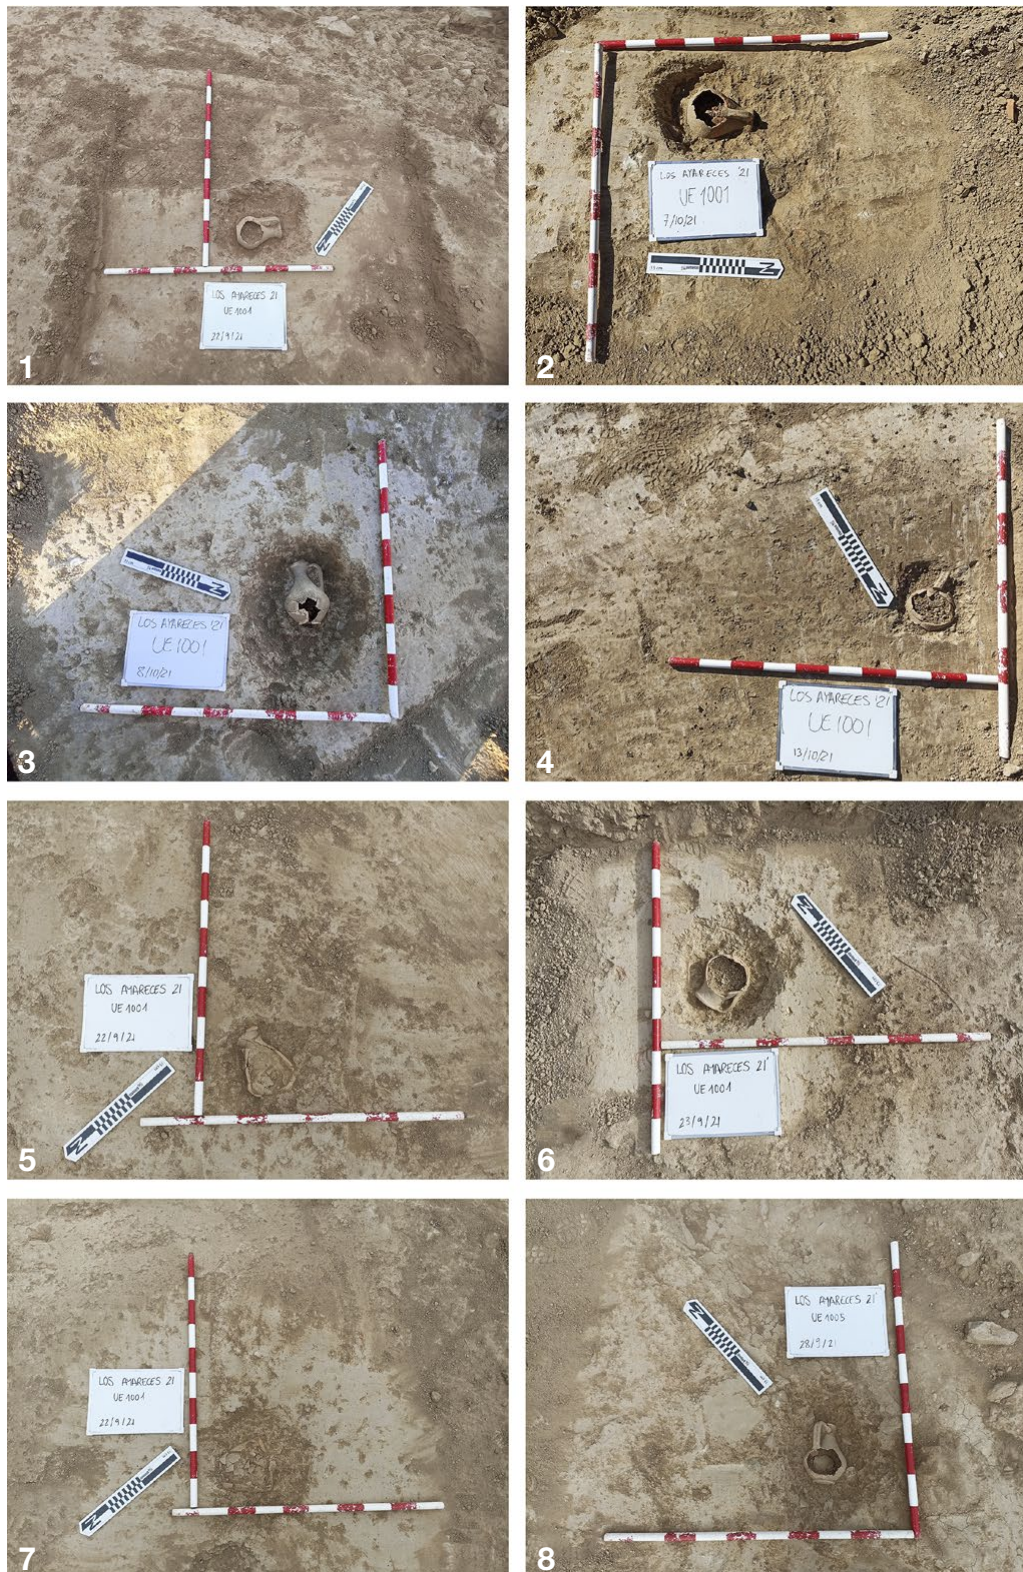 LOS AYARECES 21
UE 1001
22/9/21
1
LOS AYARECES '21
UE 1001
7/10/21
N
2
N
LOS AYARECES '21
UE 1001
8/10/21
3
N
LOS AYARECES '21
UE 1001
13/10/21
4
LOS AYARECES 21
UE 1001
22/9/21
N
5
N
LOS AYARECES 21'
UE 1001
23/9/21
6
LOS AYARECES 21
UE 1001
22/9/21
N
7
LOS AYARECES 21'
UE 1005
28/9/21
N
8